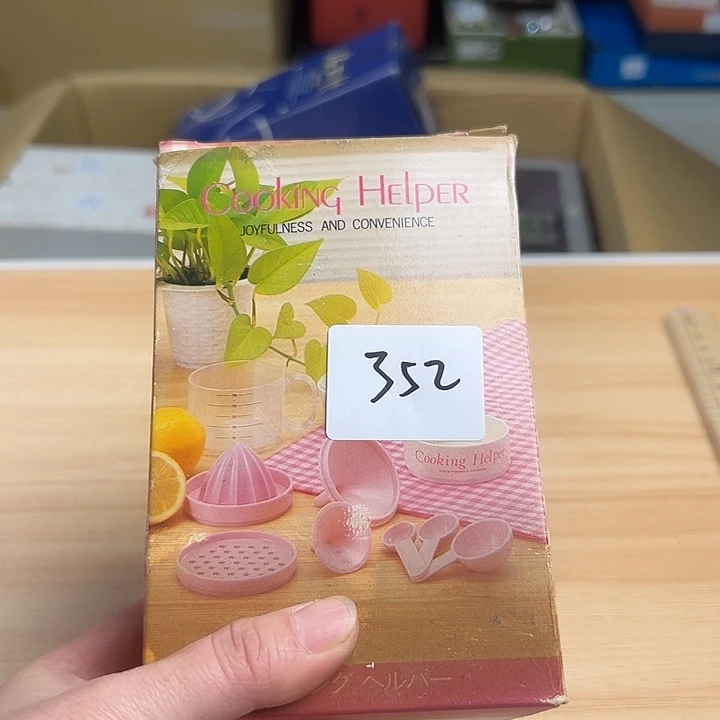 Cooking Helper
JOYFULNESS AND CONVENIENCE
352
Cooking Helper
グ ヘルパー